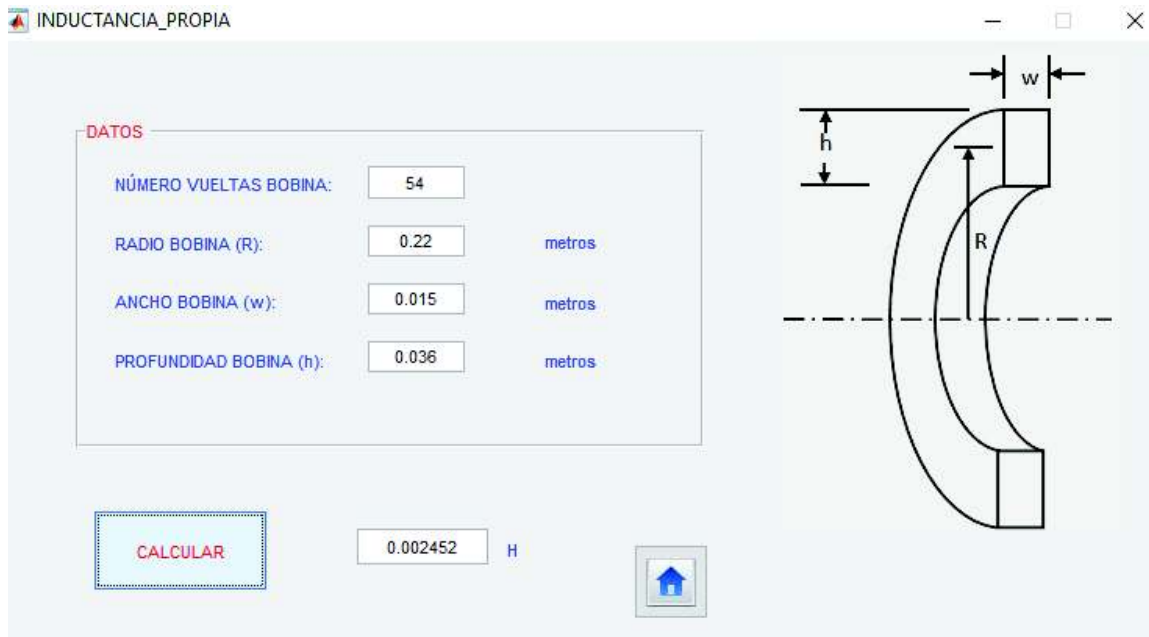 INDUCTANCIA_PROPIA
w
h
R
DATOS
NÚMERO VUELTAS BOBINA: 54
RADIO BOBINA (R): 0.22 metros
ANCHO BOBINA (w): 0.015 metros
PROFUNDIDAD BOBINA (h): 0.036 metros
CALCULAR 0.002452 H